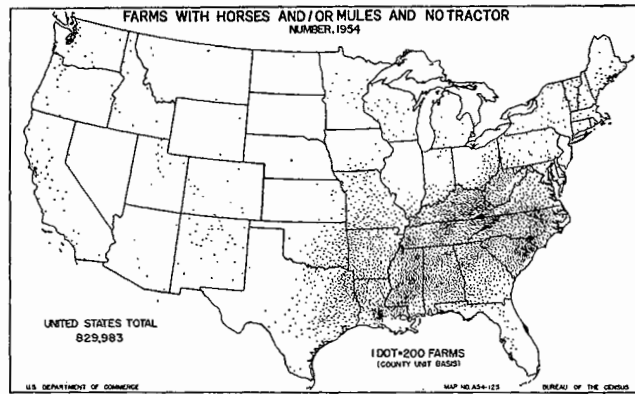 FARMS WITH HORSES AND/OR MULES AND NO TRACTOR
NUMBER, 1954
UNITED STATES TOTAL
829,983
1 DOT=200 FARMS
(COUNTY UNIT BASIS)
U.S. DEPARTMENT OF COMMERCE
MAP NO. A54-123
BUREAU OF THE CENSUS